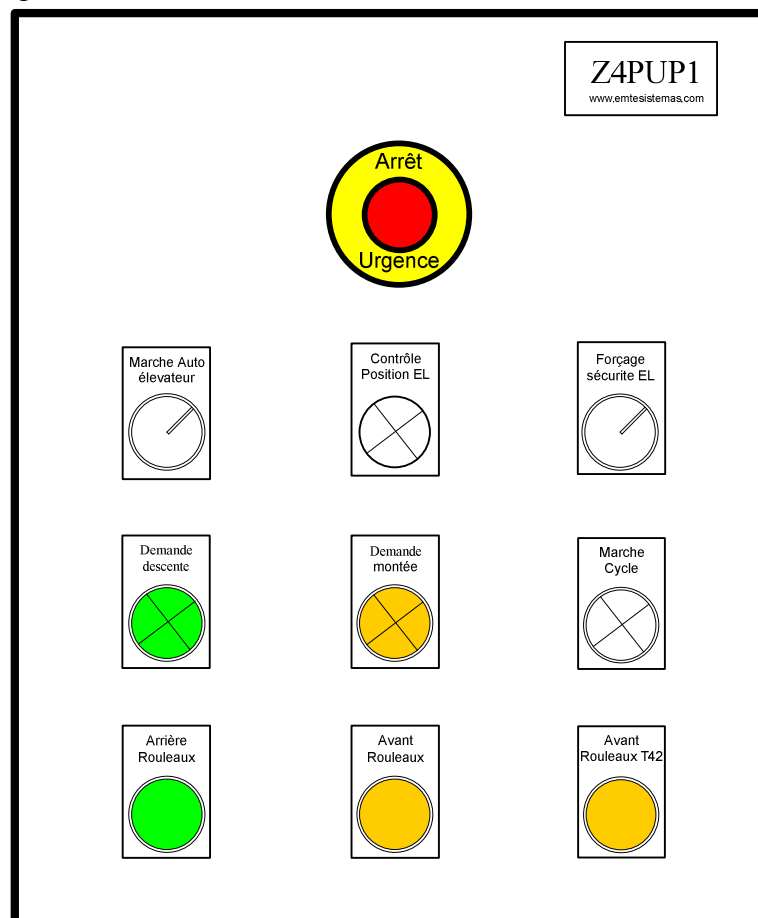 Z4PUP1
www.emtesistemas.com
Arrêt
Urgence
Marche Auto
élevateur
Contrôle
Position EL
Forçage
sécurite EL
Demande
descente
Demande
montée
Marche
Cycle
Arrière
Rouleaux
Avant
Rouleaux
Avant
Rouleaux T42